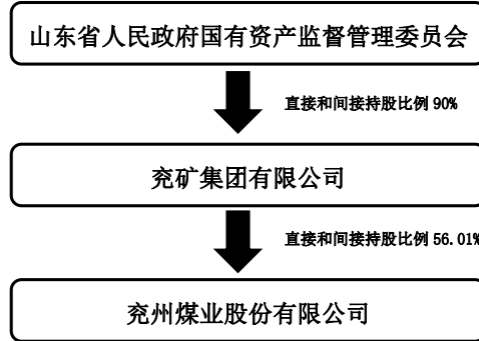 山东省人民政府国有资产监督管理委员会
直接和间接持股比例 90%
兖矿集团有限公司
直接和间接持股比例 56.01%
兖州煤业股份有限公司